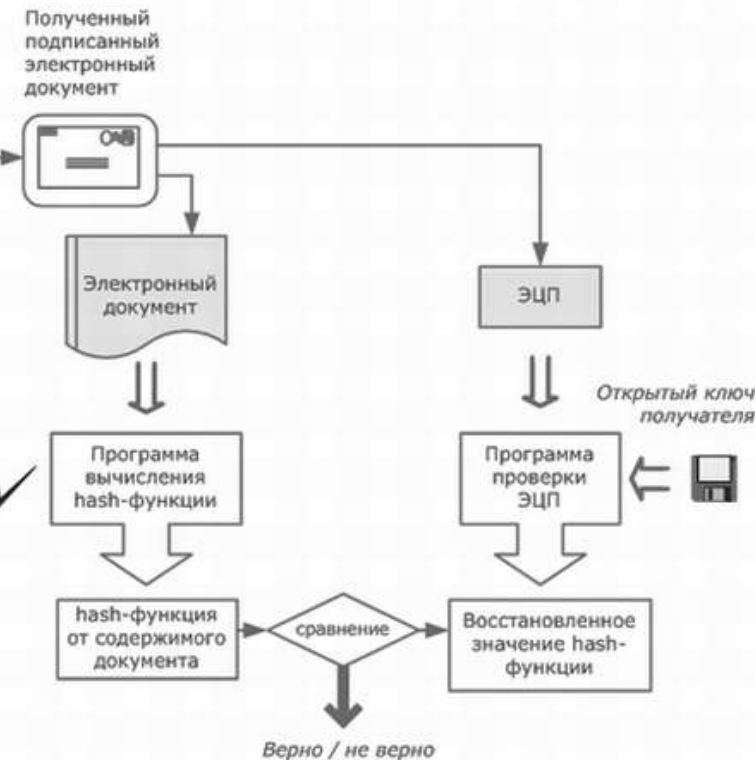 Полученный
подписанный
электронный
документ
Электронный
документ
ЭЦП
Открытый ключ
получателя
Программа
вычисления
hash-функции
Программа
проверки
ЭЦП
hash-функция
от содержимого
документа
сравнение
Восстановленное
значение hash-
функции
Верно / не верно